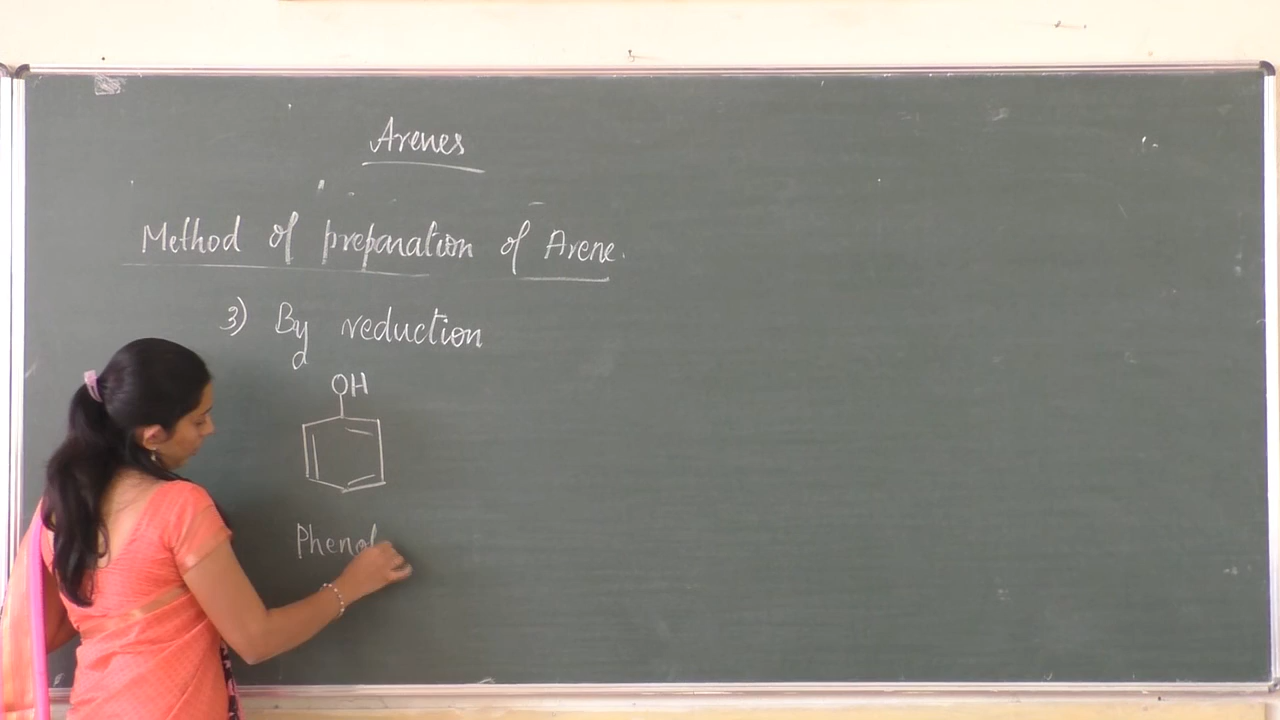 Arenes
Method of preparation of Arene.
3) By reduction
OH
Phenol